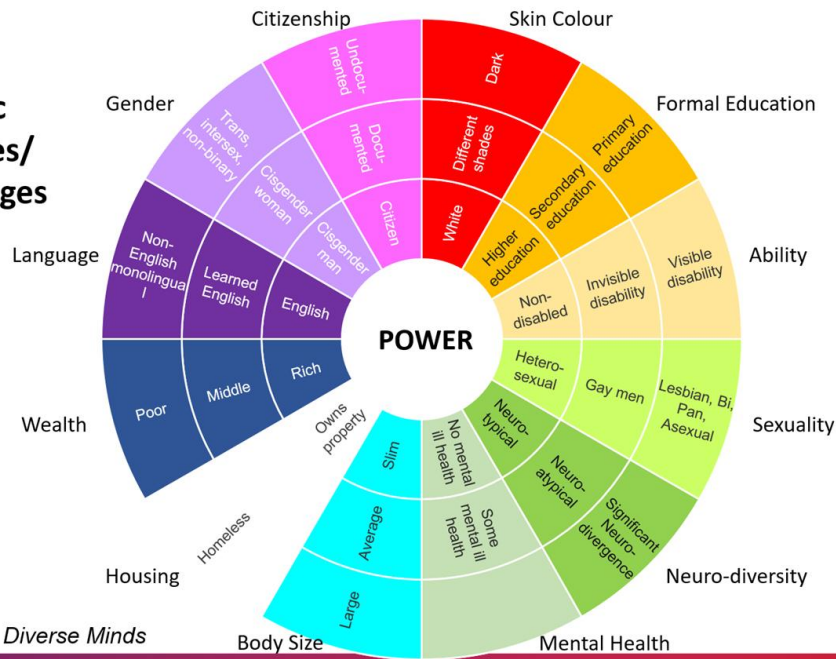 c
es/
ges
Citizenship
Skin Colour
Gender
Formal Education
Language
Ability
Wealth
Sexuality
Housing
Neuro-diversity
Body Size
Mental Health
POWER
Undocu-
mented
Docu-
mented
Citizen
Dark
Different
shades
White
Primary
education
Secondary
education
Higher
education
Visible
disability
Invisible
disability
Non-
disabled
Lesbian, Bi,
Pan,
Asexual
Gay men
Hetero-
sexual
Significant
Neuro-
divergence
Neuro-
atypical
Neuro-
typical
Some
mental ill
health
No mental
ill health
Large
Average
Slim
Homeless
Owns
property
Poor
Middle
Rich
Non-
English
monolingua
l
Learned
English
English
Trans,
intersex,
non-binary
Cisgender
woman
Cisgender
man
Diverse Minds